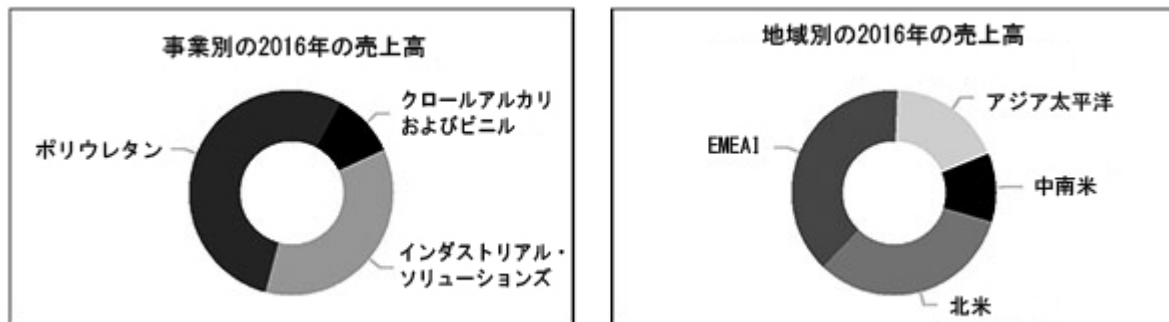 事業別の2016年の売上高
クロールアルカリ
およびビニル
ポリウレタン
インダストリアル・
ソリューションズ
地域別の2016年の売上高
アジア太平洋
EMEAI
中南米
北米